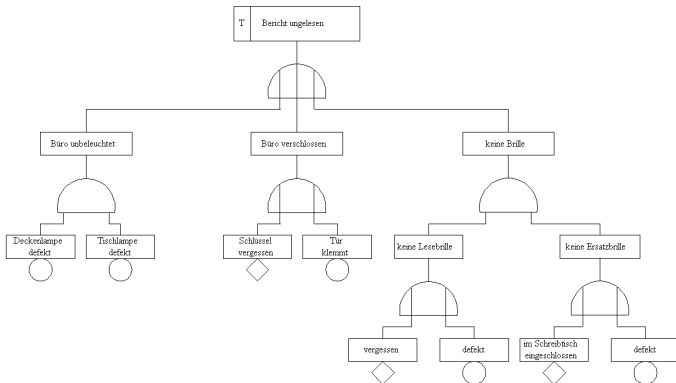 T Bericht ungelesen
Büro unbeleuchtet
Büro verschlossen
keine Brille
Deckenlampe
defekt
Tischlampe
defekt
Schlüssel
vergessen
Tür
klemmt
keine Lesebrille
keine Ersatzbrille
vergessen
defekt
im Schreibtisch
eingeschlossen
defekt